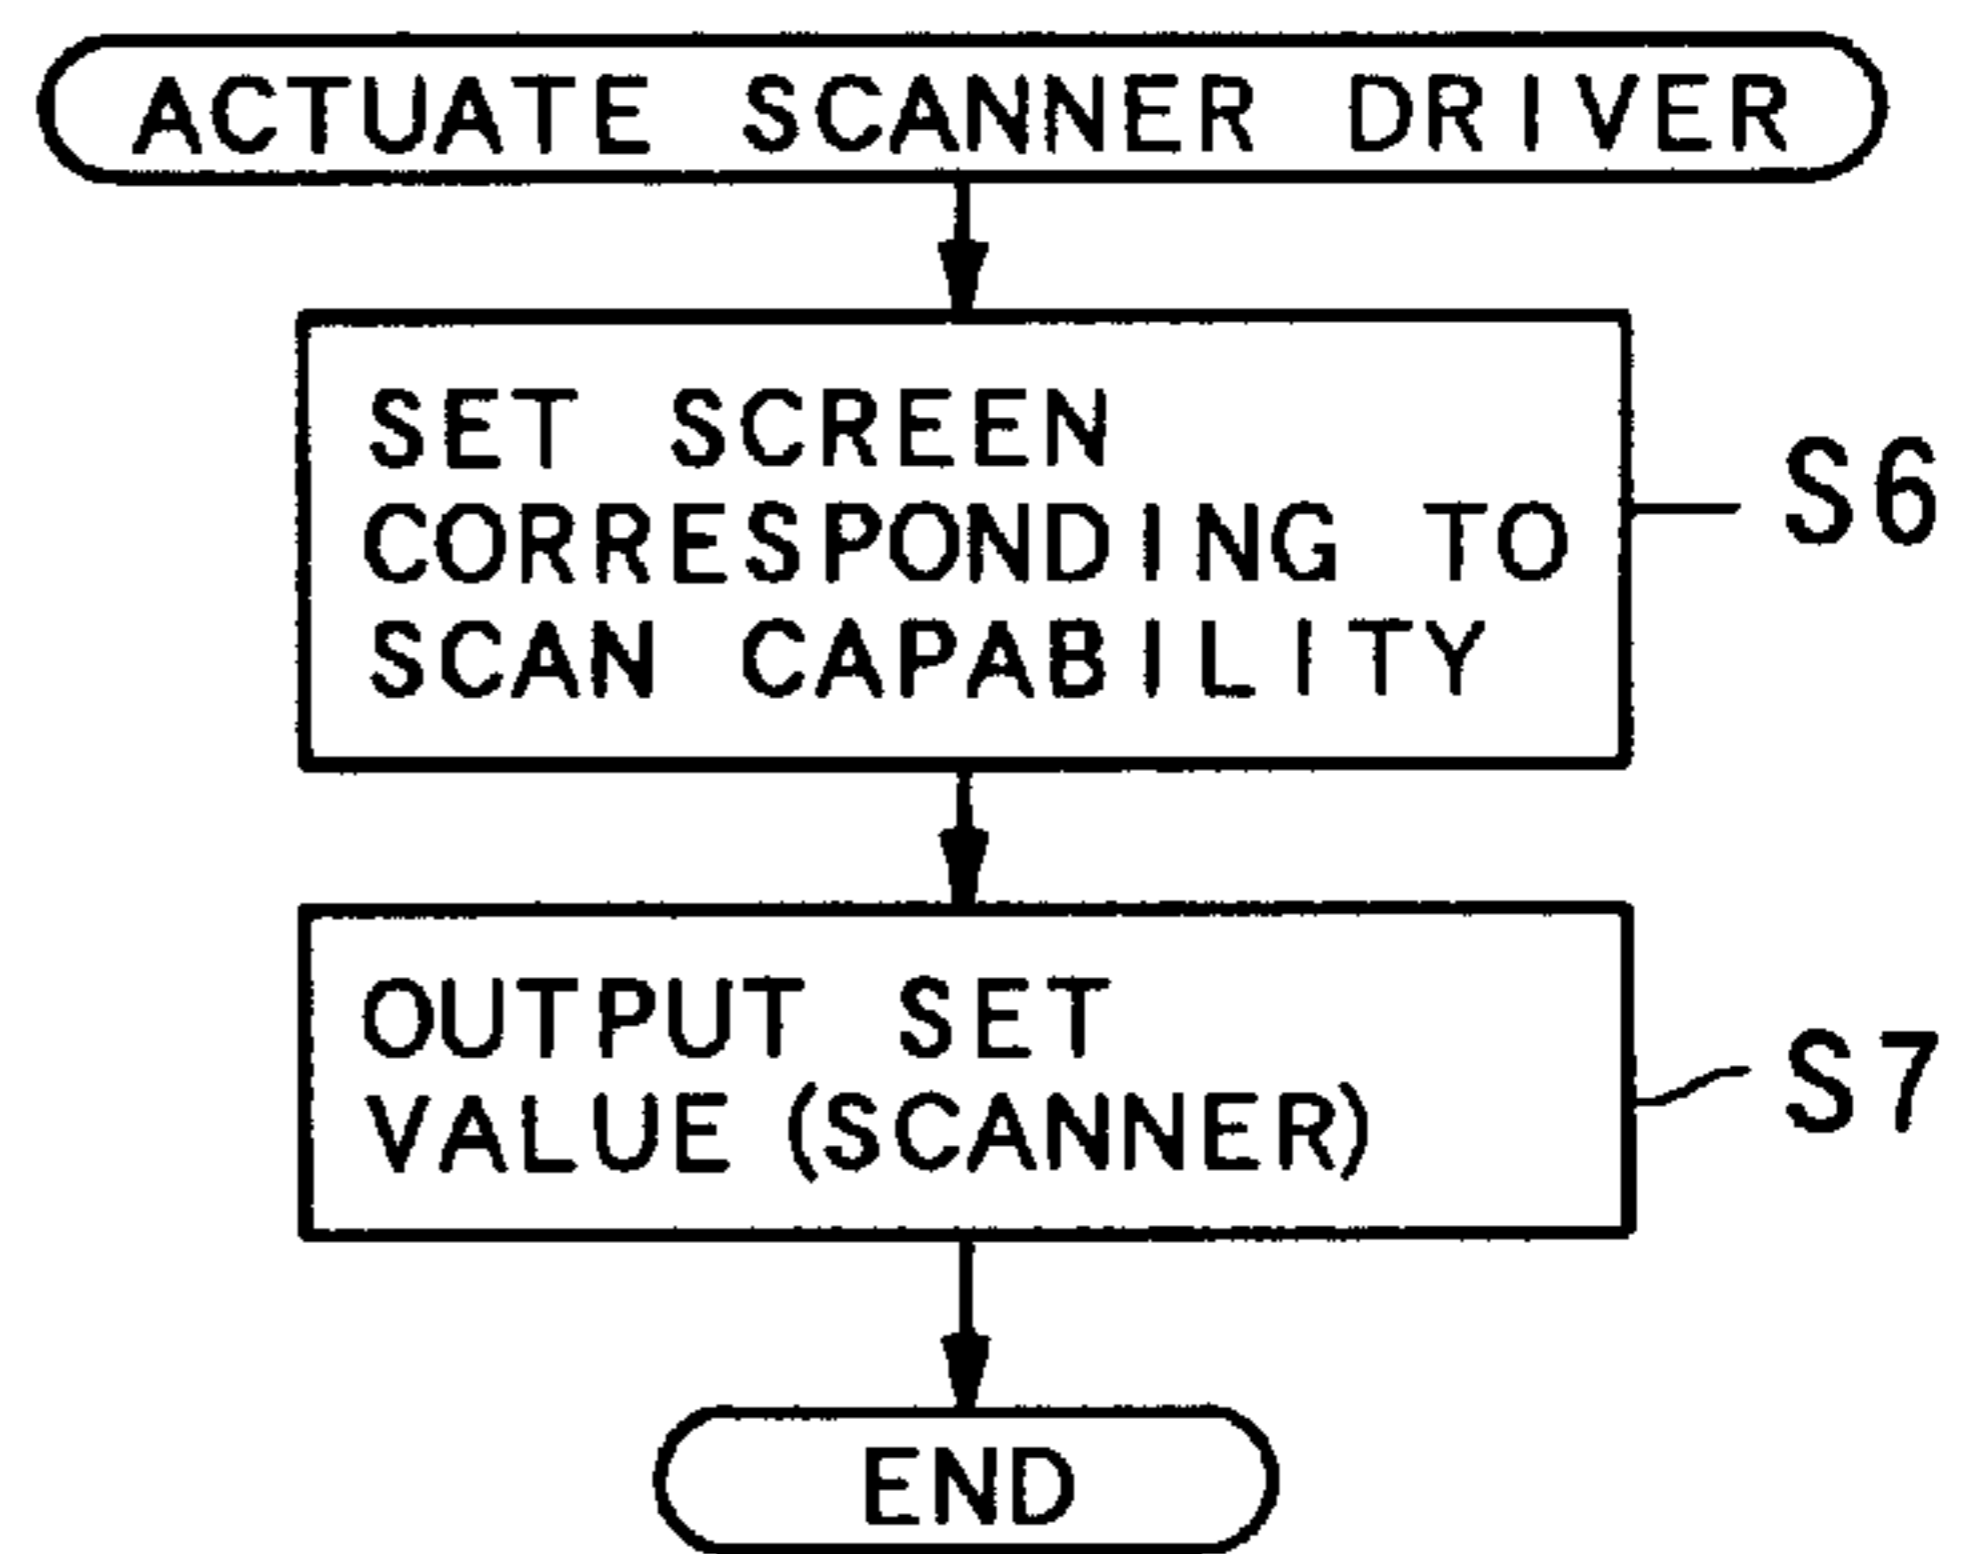 ACTUATE SCANNER DRIVER
SET SCREEN
CORRESPONDING TO
SCAN CAPABILITY
S6
OUTPUT SET
VALUE (SCANNER)
S7
END